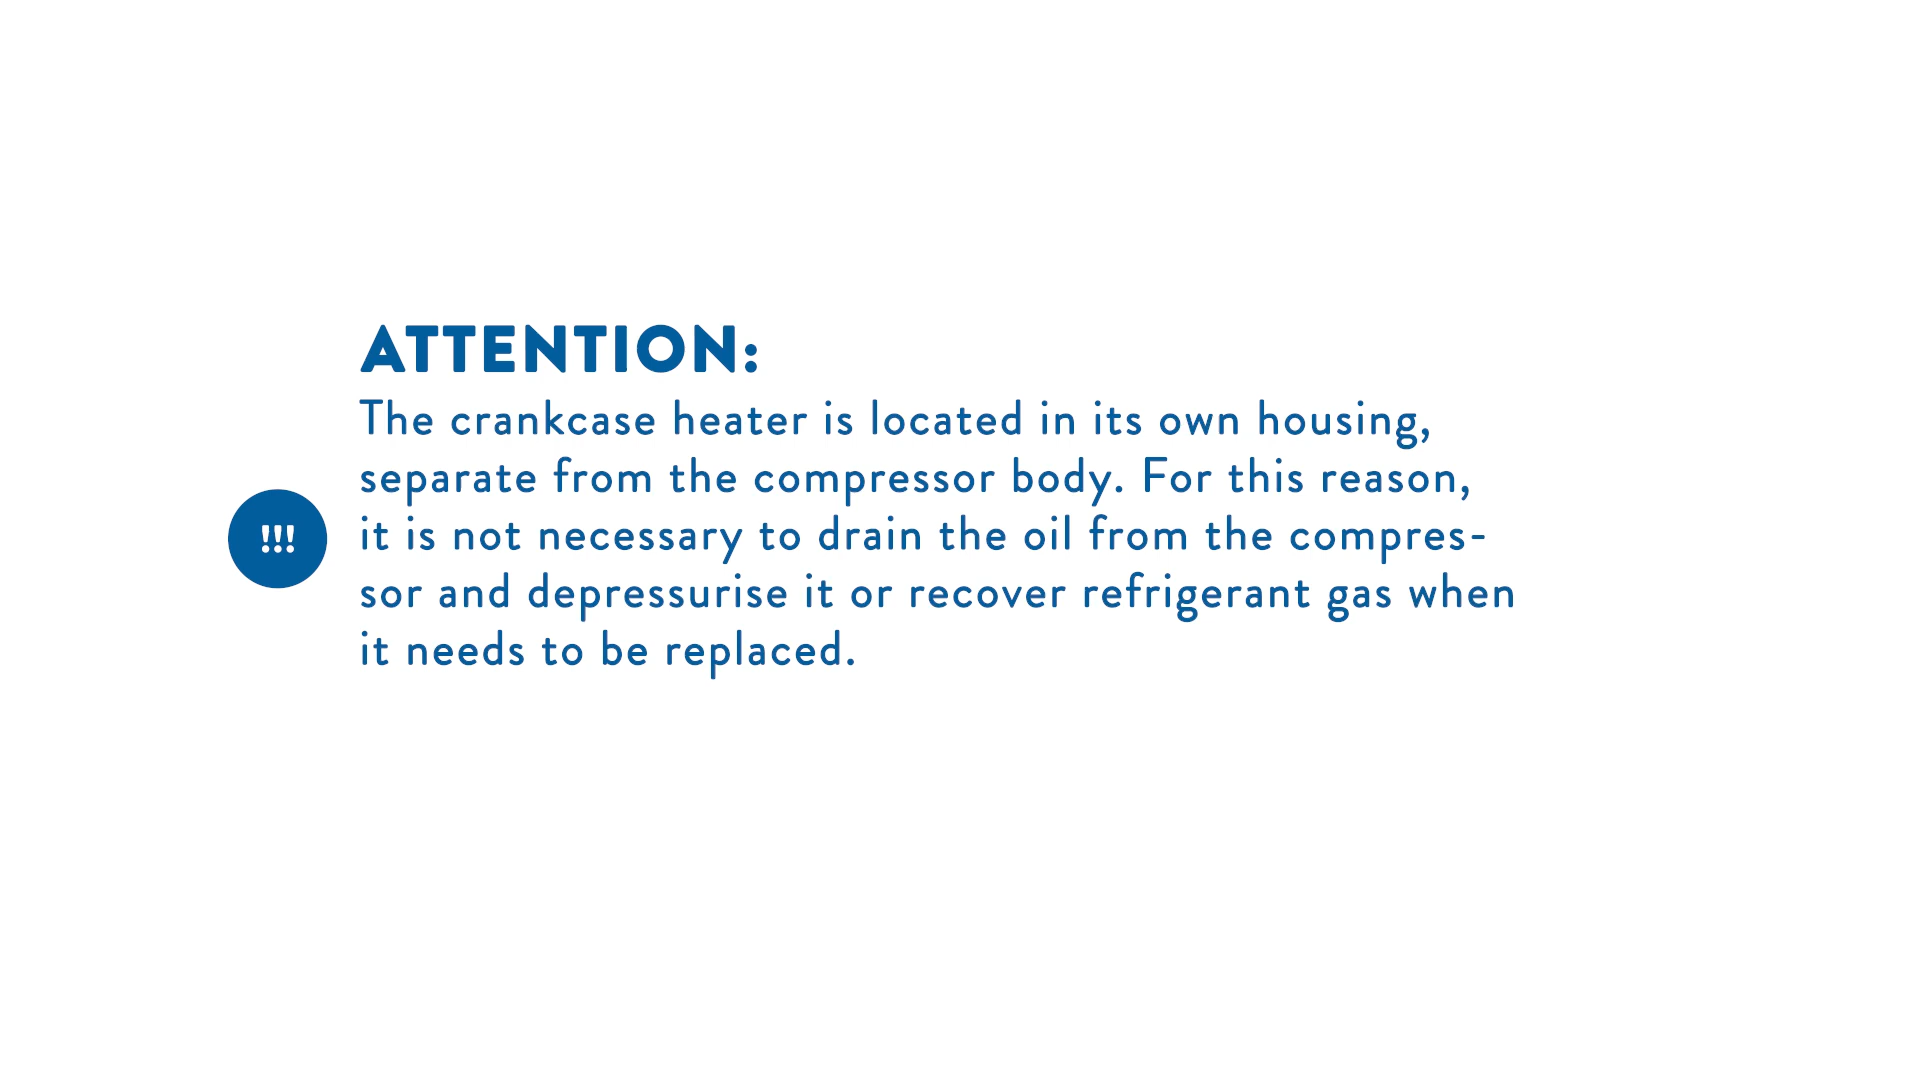 ATTENTION:
The crankcase heater is located in its own housing,
separate from the compressor body. For this reason,
!!! it is not necessary to drain the oil from the compres-
sor and depressurise it or recover refrigerant gas when
it needs to be replaced.